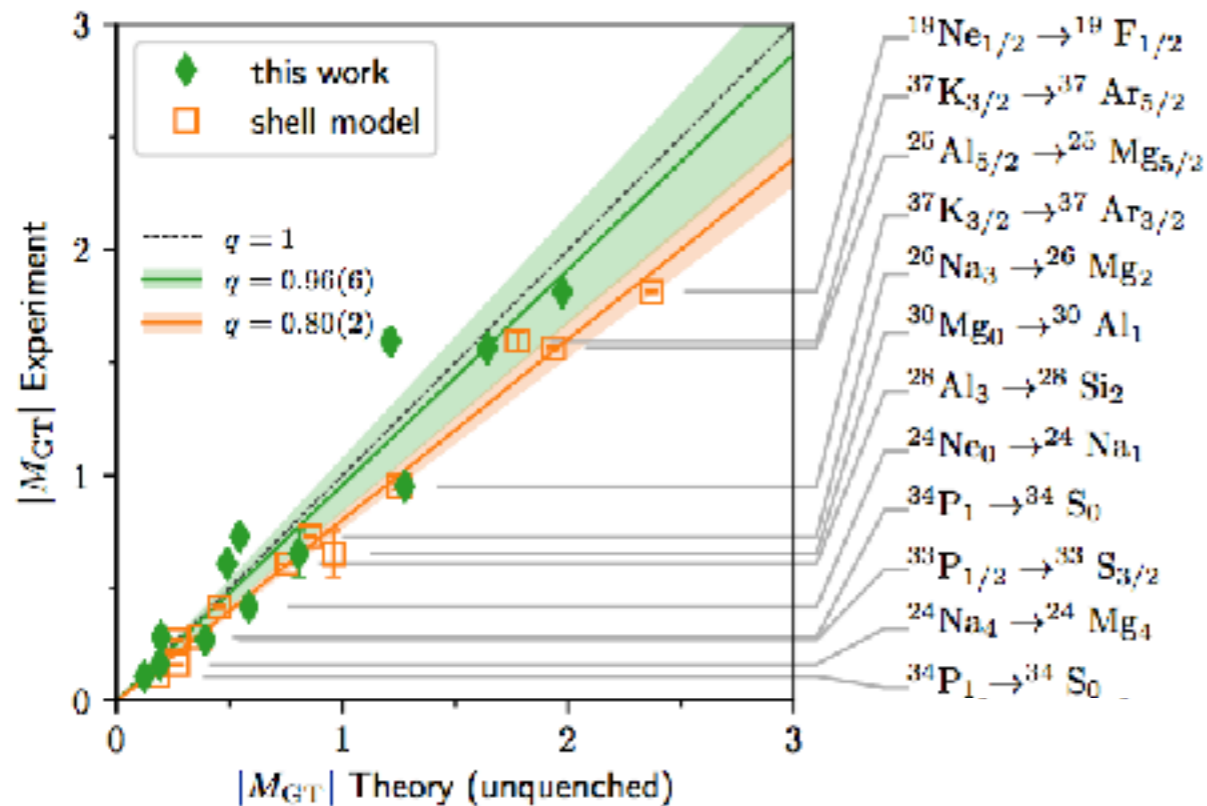 3
2
1
0
0
1
2
3
|M_GT| Experiment
|M_GT| Theory (unquenched)
this work
shell model
q = 1
q = 0.96(6)
q = 0.80(2)
¹⁹Ne₁/₂ →¹⁹ F₁/₂
³⁷K₃/₂ →³⁷ Ar₅/₂
²⁵Al₅/₂ →²⁵ Mg₅/₂
³⁷K₃/₂ →³⁷ Ar₃/₂
²⁶Na₃ →²⁶ Mg₂
³⁰Mg₀ →³⁰ Al₁
²⁸Al₃ →²⁸ Si₂
²⁴Ne₀ →²⁴ Na₁
³⁴P₁ →³⁴ S₀
³³P₁/₂ →³³ S₃/₂
²⁴Na₄ →²⁴ Mg₄
³⁴P₁ →³⁴ S₀